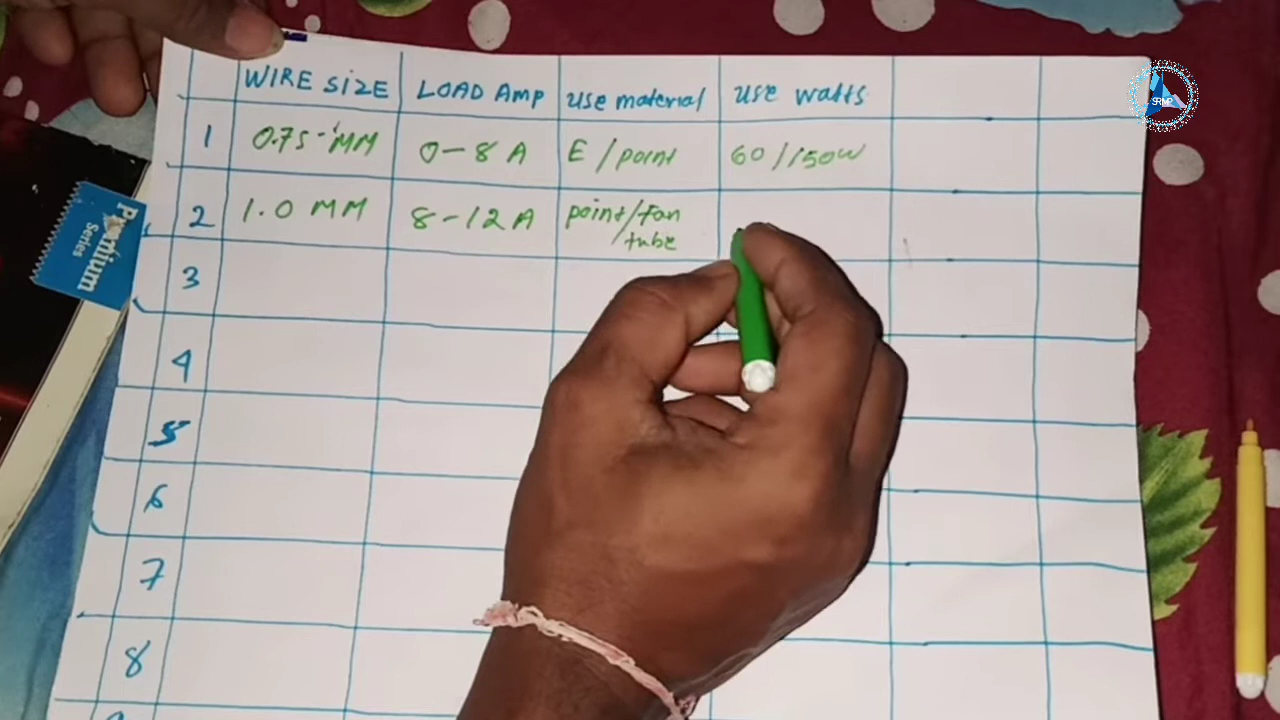 WIRE SIZE LOAD AMP Use material Use watts
1 0.75-MM 0-8 A E/point 60/150W
2 1.0 MM 8-12 A point/fan
/tube
3
4
5
6
7
8
Premium
Series
SRMP